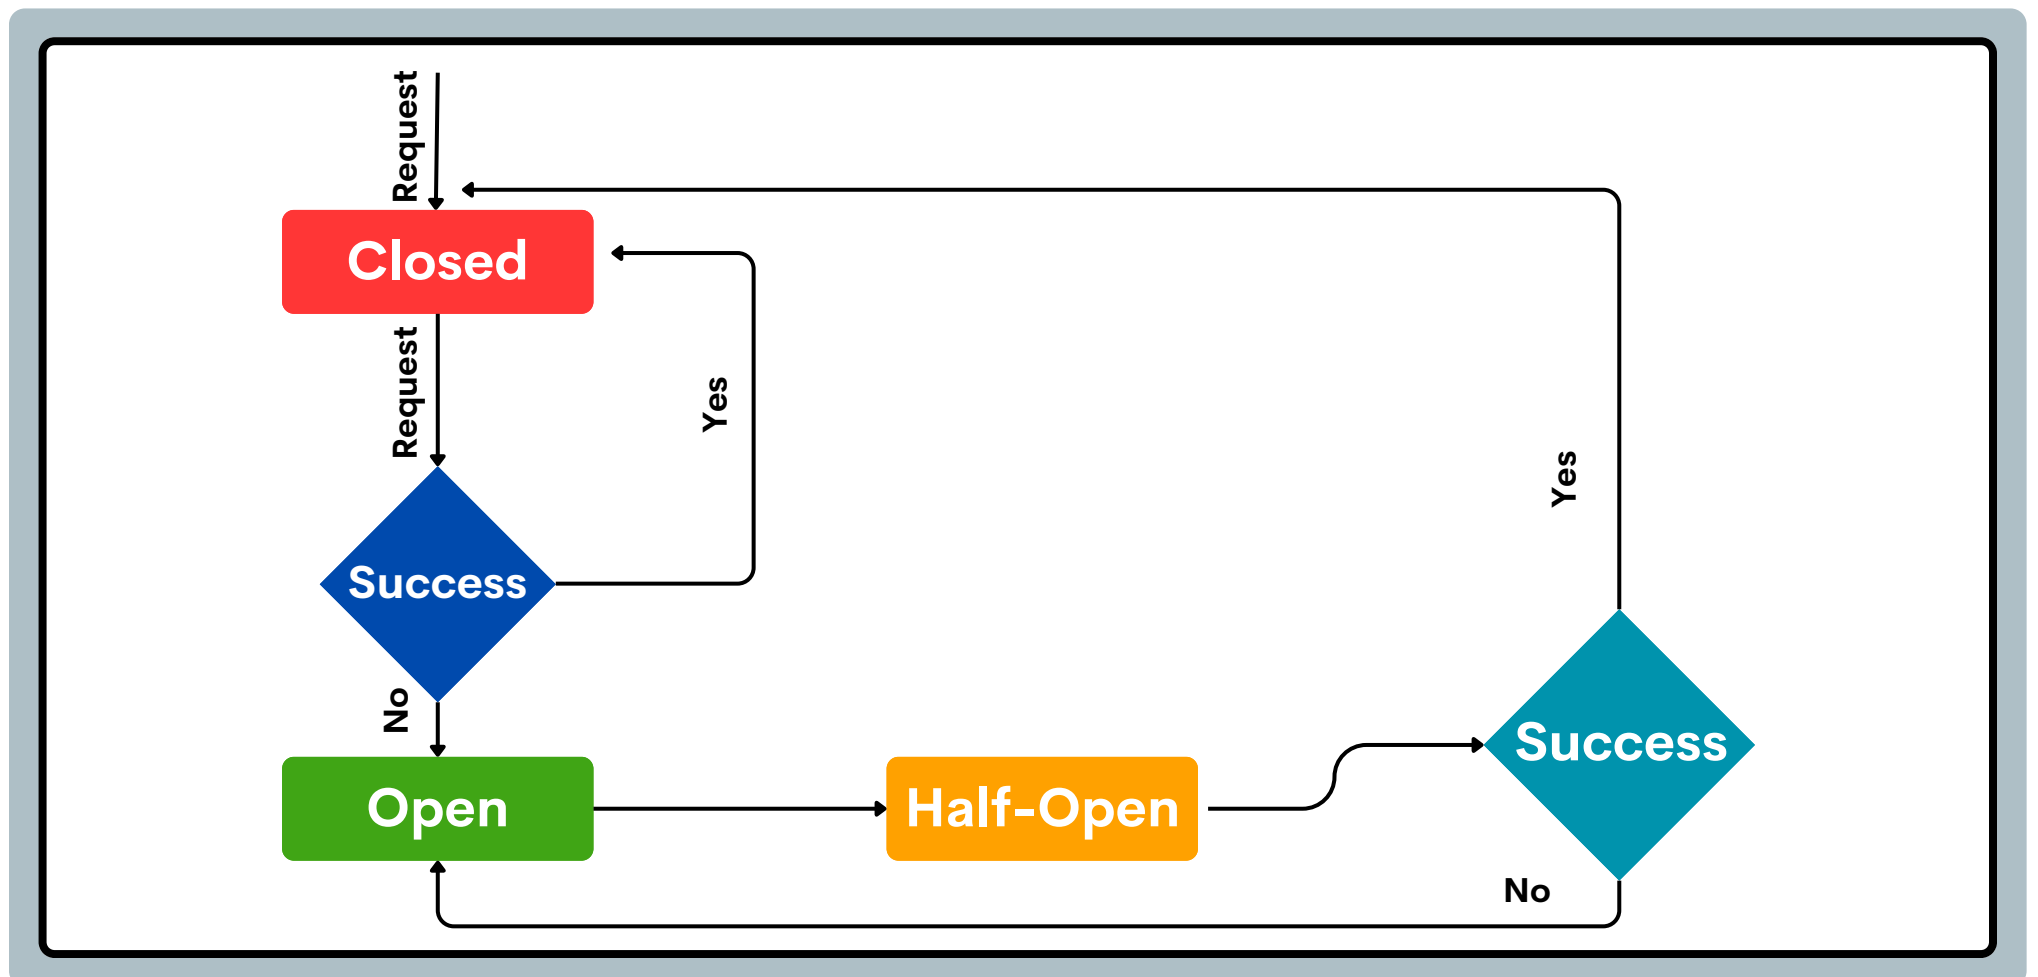 Request
Closed
Request
Yes
Success
No
Open
Half-Open
Success
Yes
No